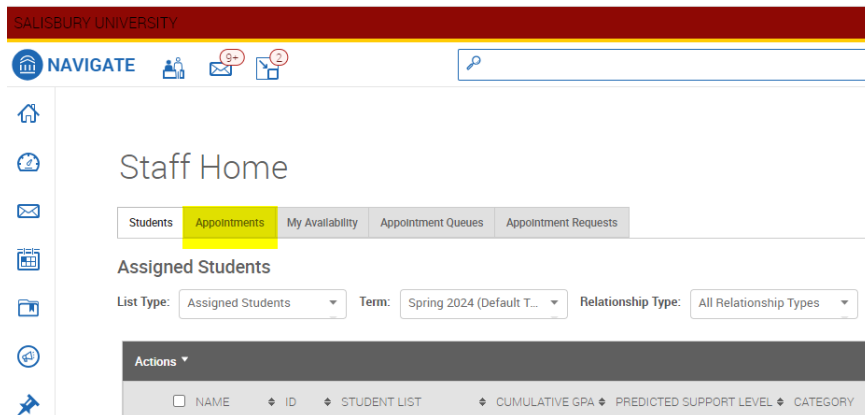 SALISBURY UNIVERSITY
NAVIGATE 9+ 2
Staff Home
Students Appointments My Availability Appointment Queues Appointment Requests
Assigned Students
List Type: Assigned Students Term: Spring 2024 (Default T... Relationship Type: All Relationship Types
Actions
NAME ID STUDENT LIST CUMULATIVE GPA PREDICTED SUPPORT LEVEL CATEGORY